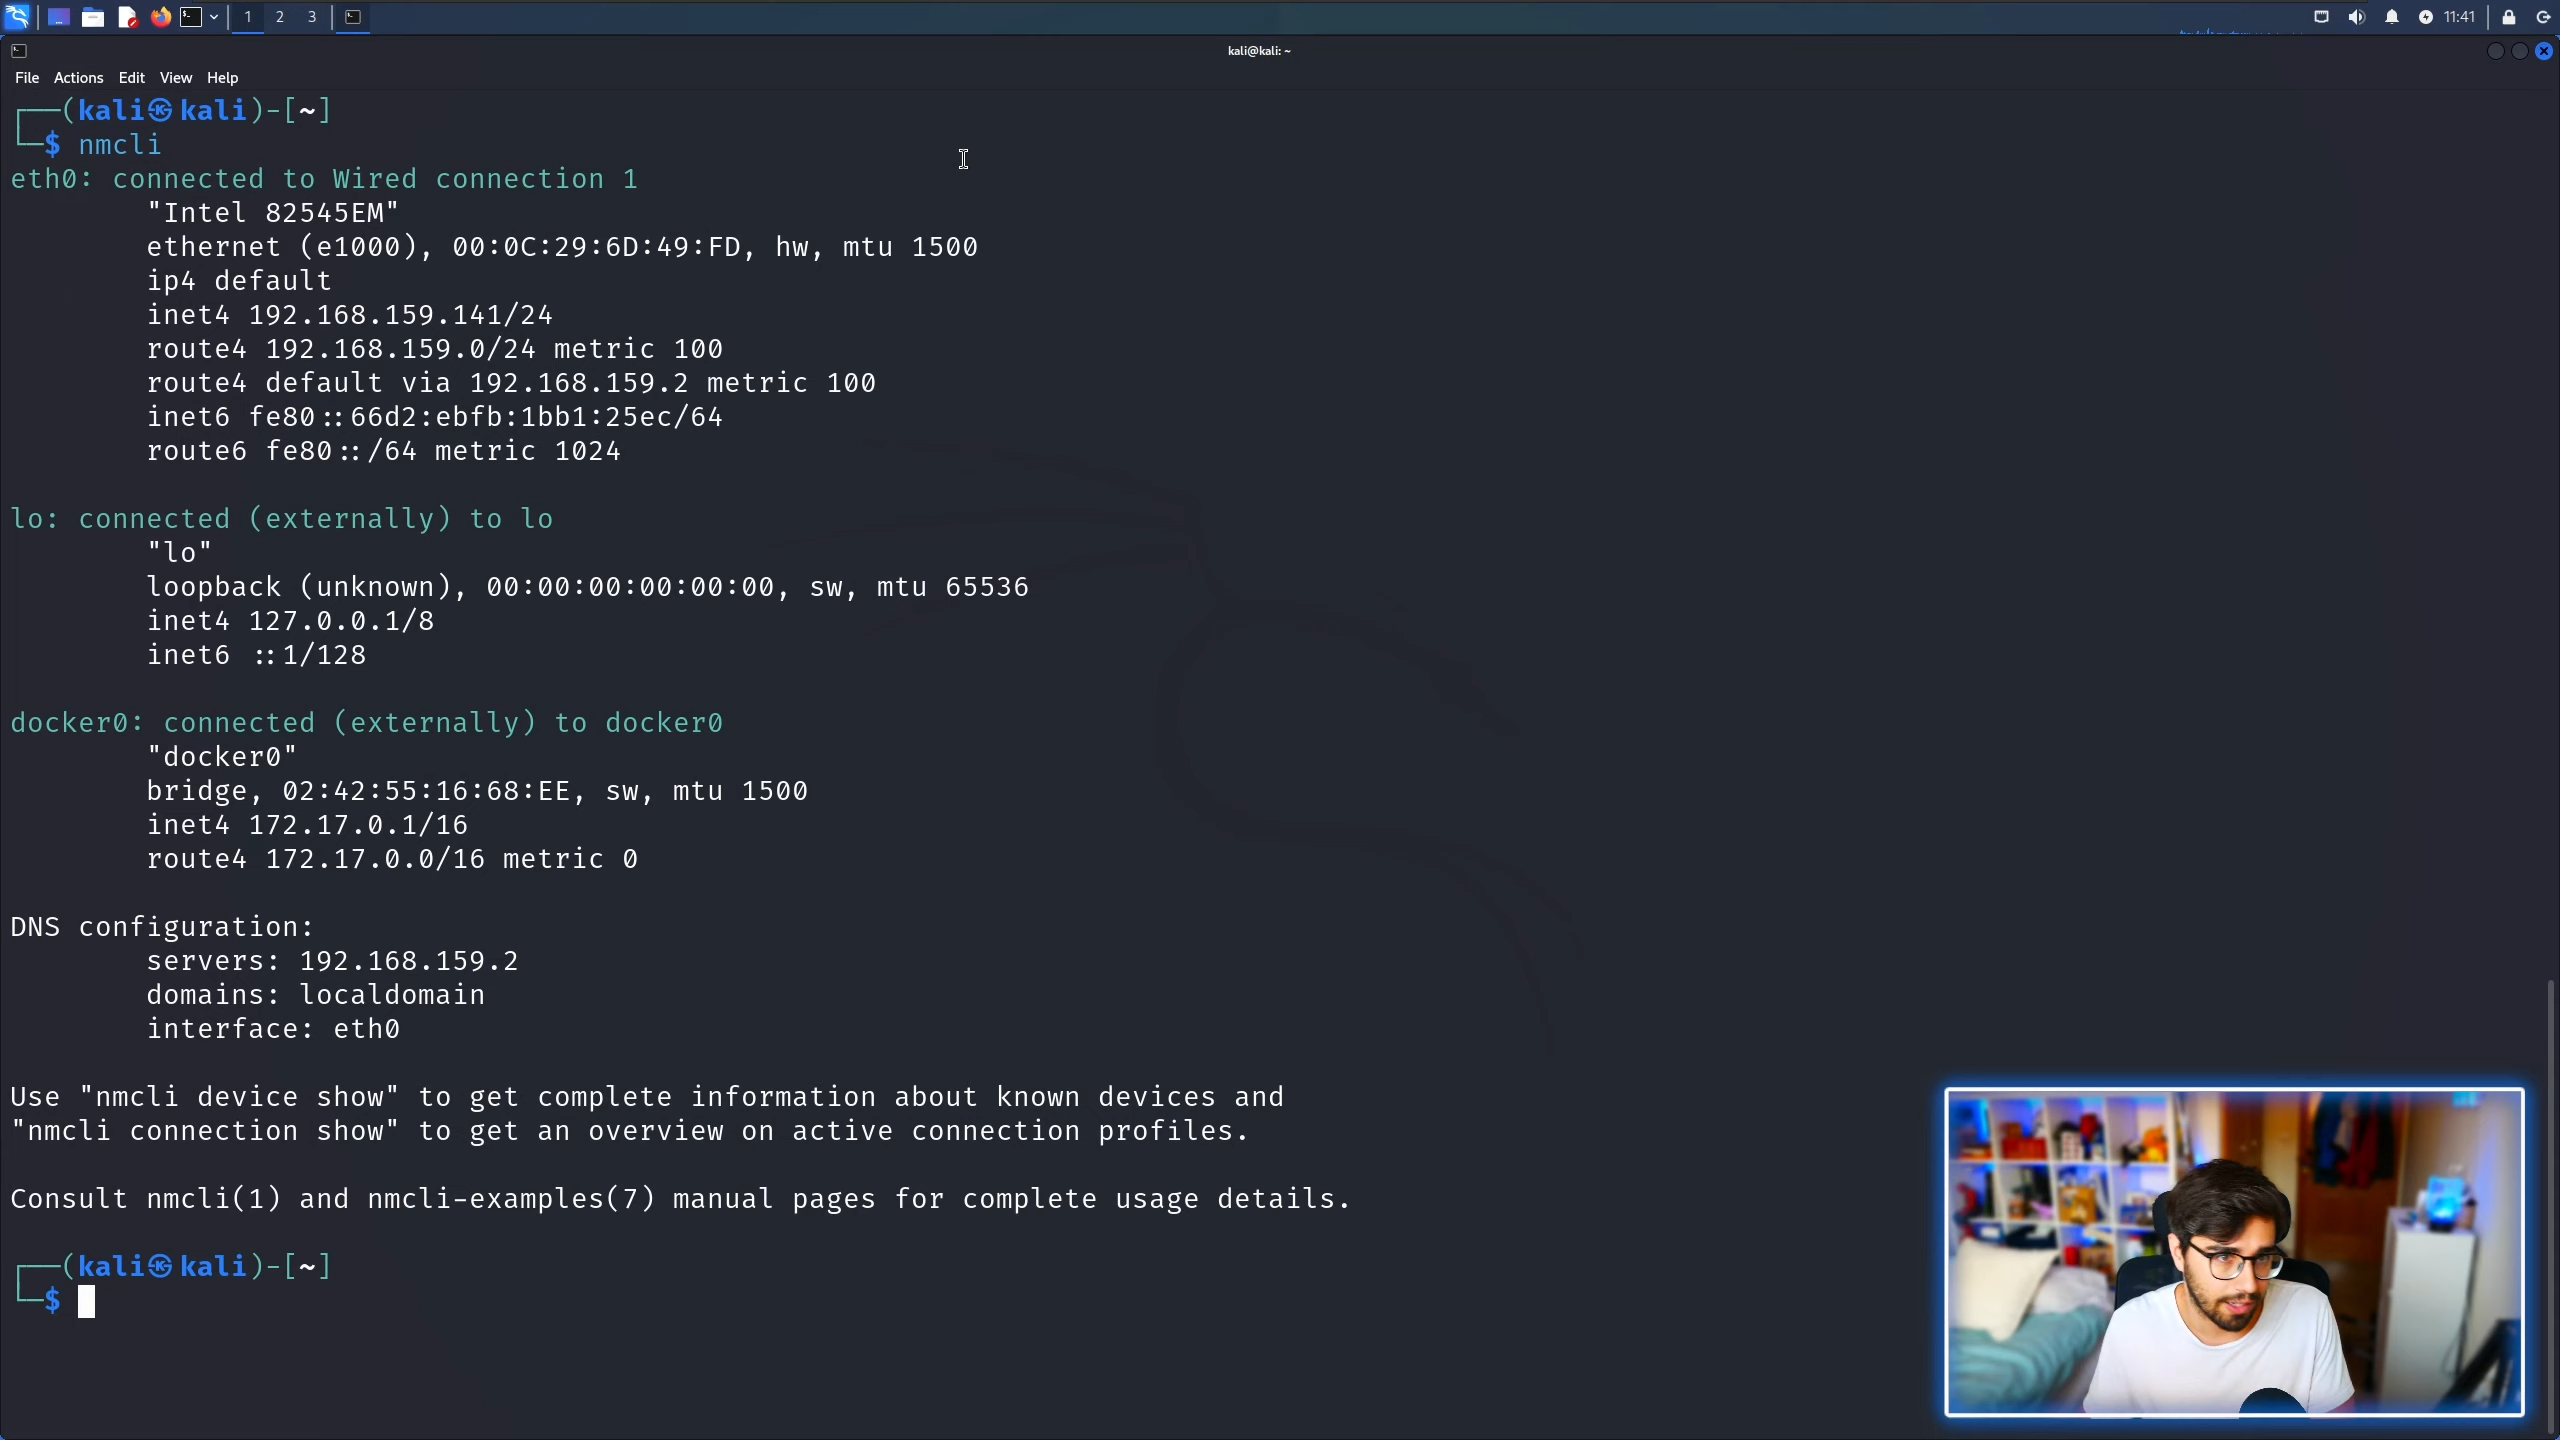 1 2 3 11:41
kali@kali: ~
File Actions Edit View Help
┌──(kali㉿kali)-[~]
└─$ nmcli
eth0: connected to Wired connection 1
"Intel 82545EM"
ethernet (e1000), 00:0C:29:6D:49:FD, hw, mtu 1500
ip4 default
inet4 192.168.159.141/24
route4 192.168.159.0/24 metric 100
route4 default via 192.168.159.2 metric 100
inet6 fe80::66d2:ebfb:1bb1:25ec/64
route6 fe80::/64 metric 1024
lo: connected (externally) to lo
"lo"
loopback (unknown), 00:00:00:00:00:00, sw, mtu 65536
inet4 127.0.0.1/8
inet6 ::1/128
docker0: connected (externally) to docker0
"docker0"
bridge, 02:42:55:16:68:EE, sw, mtu 1500
inet4 172.17.0.1/16
route4 172.17.0.0/16 metric 0
DNS configuration:
servers: 192.168.159.2
domains: localdomain
interface: eth0
Use "nmcli device show" to get complete information about known devices and
"nmcli connection show" to get an overview on active connection profiles.
Consult nmcli(1) and nmcli-examples(7) manual pages for complete usage details.
┌──(kali㉿kali)-[~]
└─$